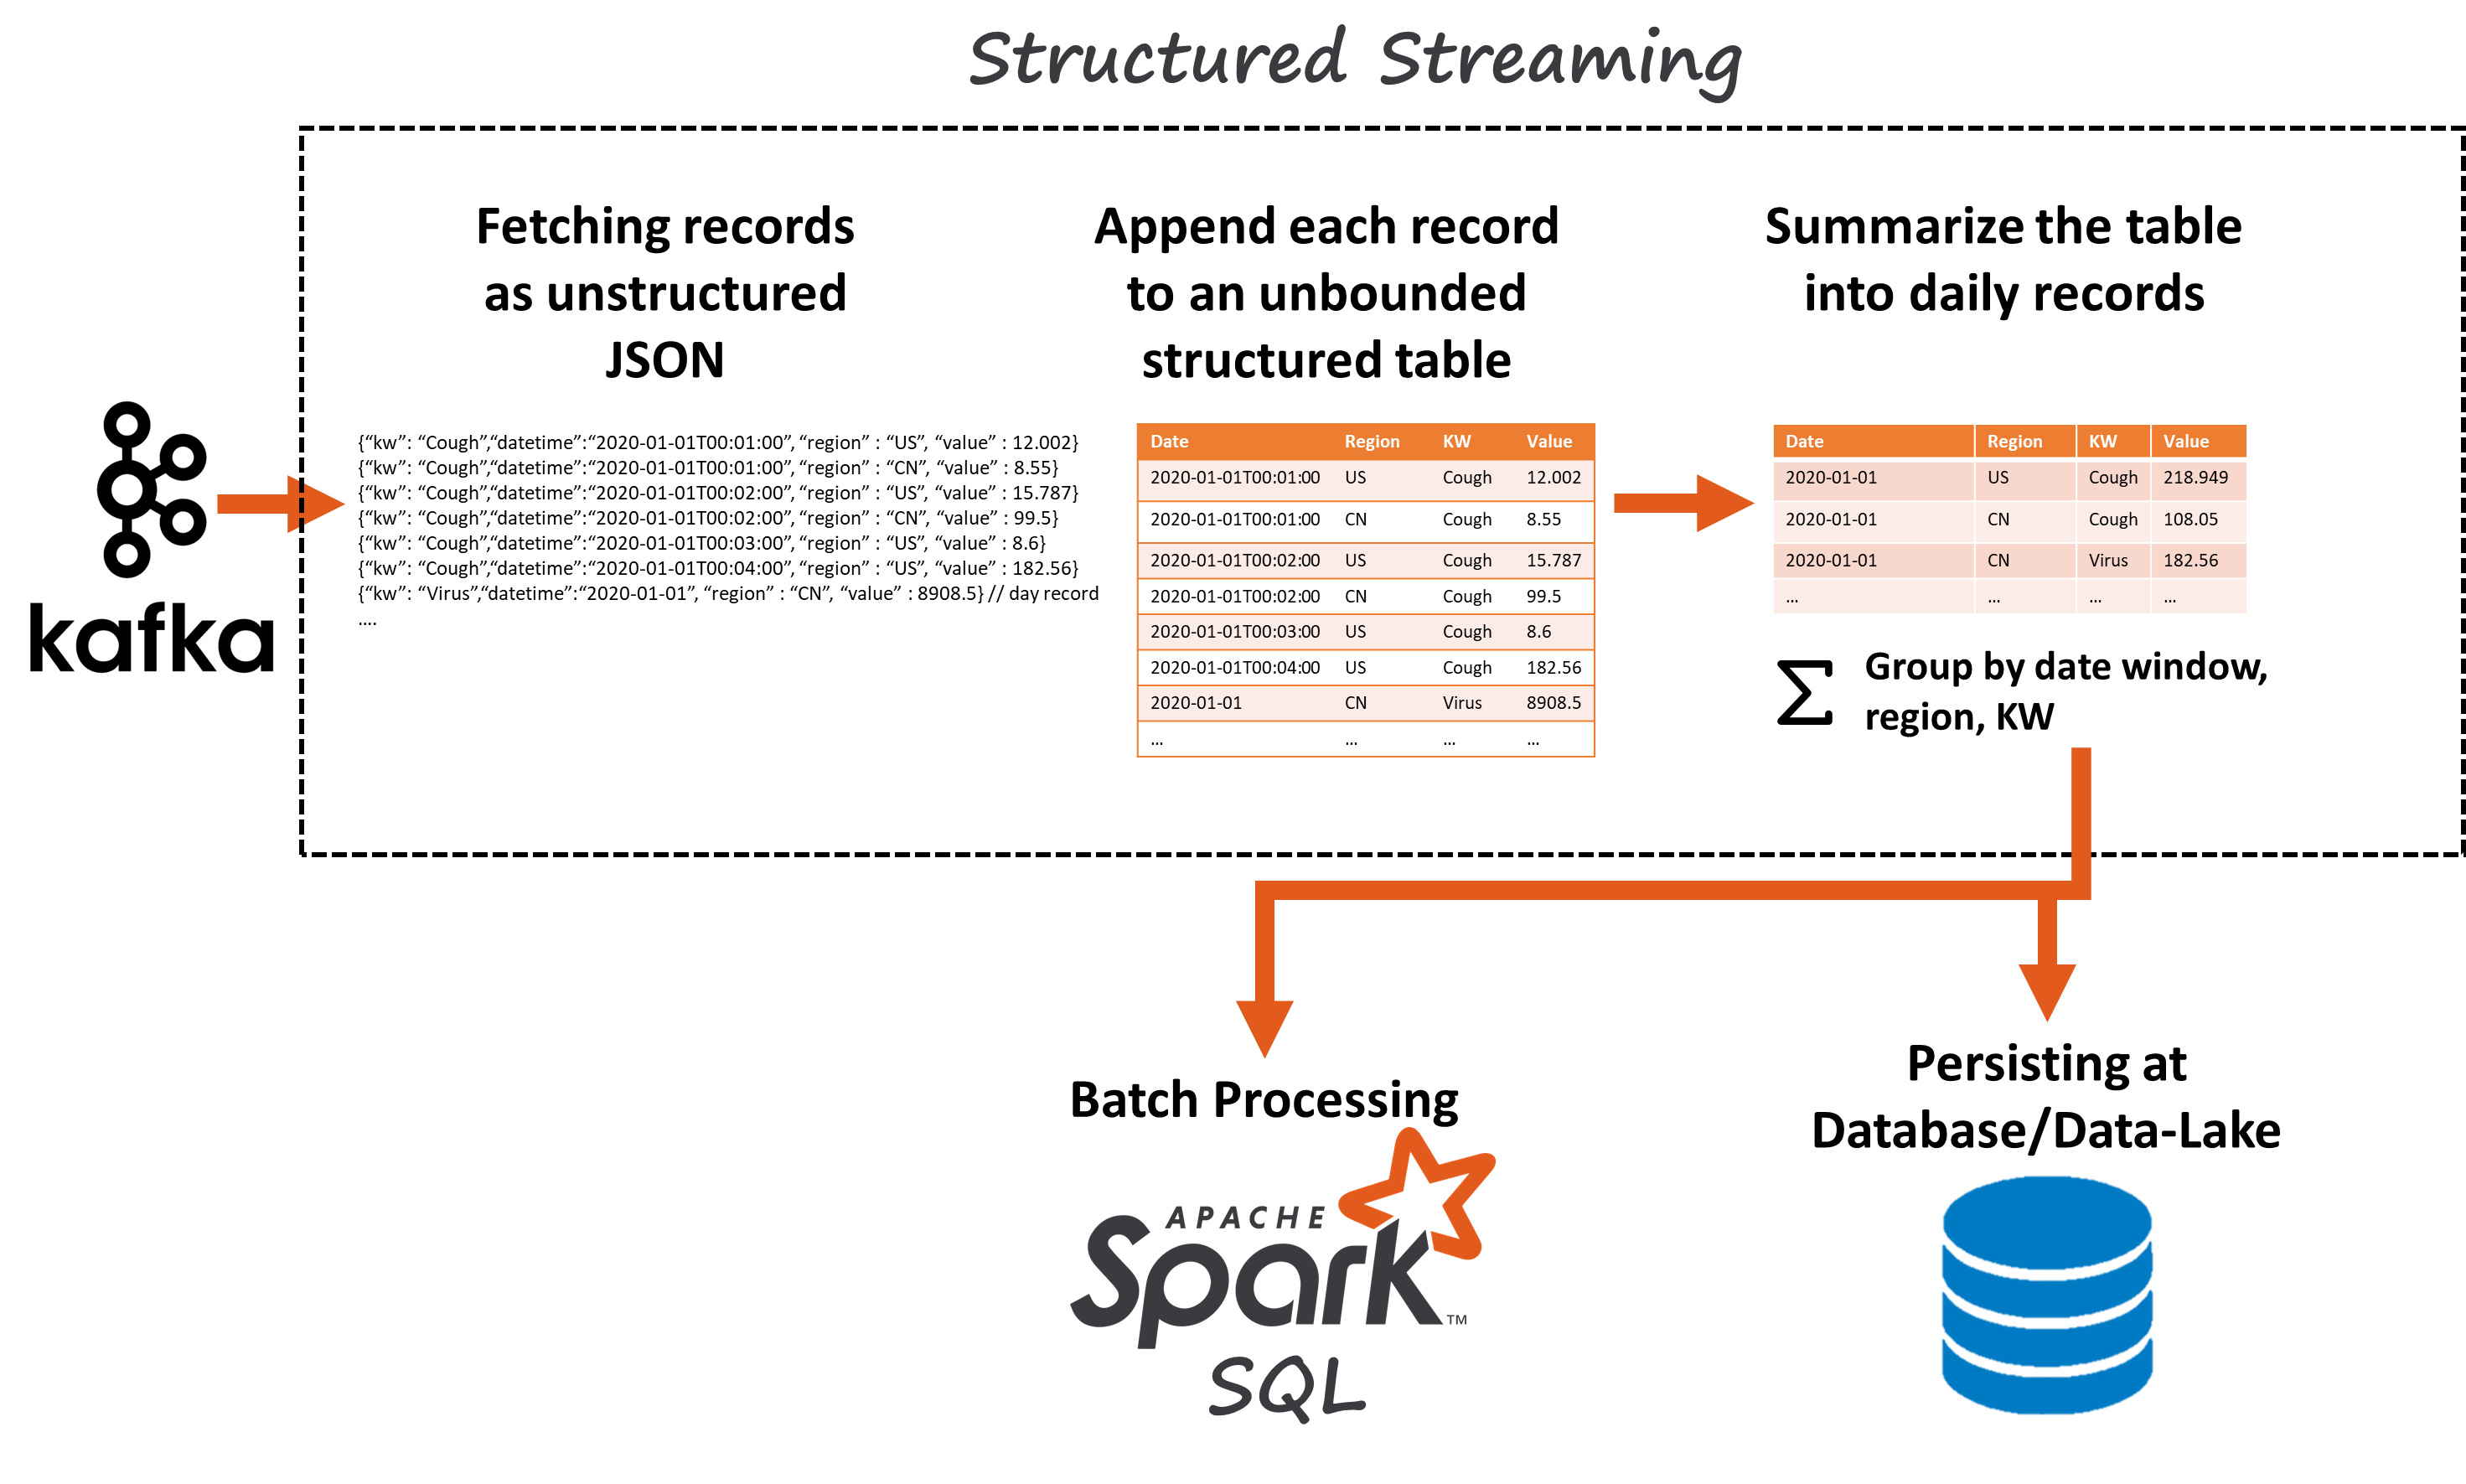 Structured Streaming
Fetching records
as unstructured
JSON
{“kw”: “Cough”,“datetime”:“2020-01-01T00:01:00”, “region” : “US”, “value” : 12.002}
{“kw”: “Cough”,“datetime”:“2020-01-01T00:01:00”, “region” : “CN”, “value” : 8.55}
{“kw”: “Cough”,“datetime”:“2020-01-01T00:02:00”, “region” : “US”, “value” : 15.787}
{“kw”: “Cough”,“datetime”:“2020-01-01T00:02:00”, “region” : “CN”, “value” : 99.5}
{“kw”: “Cough”,“datetime”:“2020-01-01T00:03:00”, “region” : “US”, “value” : 8.6}
{“kw”: “Cough”,“datetime”:“2020-01-01T00:04:00”, “region” : “US”, “value” : 182.56}
{“kw”: “Virus”,“datetime”:“2020-01-01”, “region” : “CN”, “value” : 8908.5} // day record
....
kafka
Append each record
to an unbounded
structured table
Date Region KW Value
2020-01-01T00:01:00 US Cough 12.002
2020-01-01T00:01:00 CN Cough 8.55
2020-01-01T00:02:00 US Cough 15.787
2020-01-01T00:02:00 CN Cough 99.5
2020-01-01T00:03:00 US Cough 8.6
2020-01-01T00:04:00 US Cough 182.56
2020-01-01 CN Virus 8908.5
... ... ... ...
Summarize the table
into daily records
Date Region KW Value
2020-01-01 US Cough 218.949
2020-01-01 CN Cough 108.05
2020-01-01 CN Virus 182.56
... ... ... ...
∑ Group by date window,
region, KW
Batch Processing
APACHE
Spark™
SQL
Persisting at
Database/Data-Lake